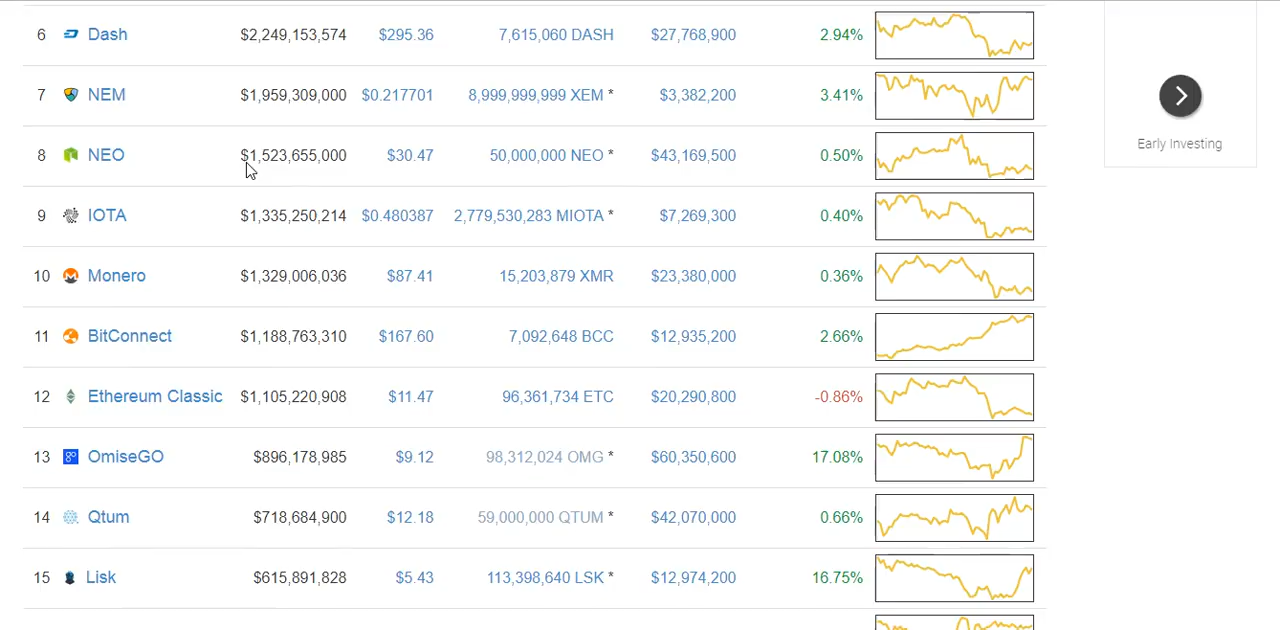 6 Dash $2,249,153,574 $295.36 7,615,060 DASH $27,768,900 2.94%
7 NEM $1,959,309,000 $0.217701 8,999,999,999 XEM * $3,382,200 3.41%
Early Investing
8 NEO $1,523,655,000 $30.47 50,000,000 NEO * $43,169,500 0.50%
9 IOTA $1,335,250,214 $0.480387 2,779,530,283 MIOTA * $7,269,300 0.40%
10 Monero $1,329,006,036 $87.41 15,203,879 XMR $23,380,000 0.36%
11 BitConnect $1,188,763,310 $167.60 7,092,648 BCC $12,935,200 2.66%
12 Ethereum Classic $1,105,220,908 $11.47 96,361,734 ETC $20,290,800 -0.86%
13 OmiseGO $896,178,985 $9.12 98,312,024 OMG * $60,350,600 17.08%
14 Qtum $718,684,900 $12.18 59,000,000 QTUM * $42,070,000 0.66%
15 Lisk $615,891,828 $5.43 113,398,640 LSK * $12,974,200 16.75%